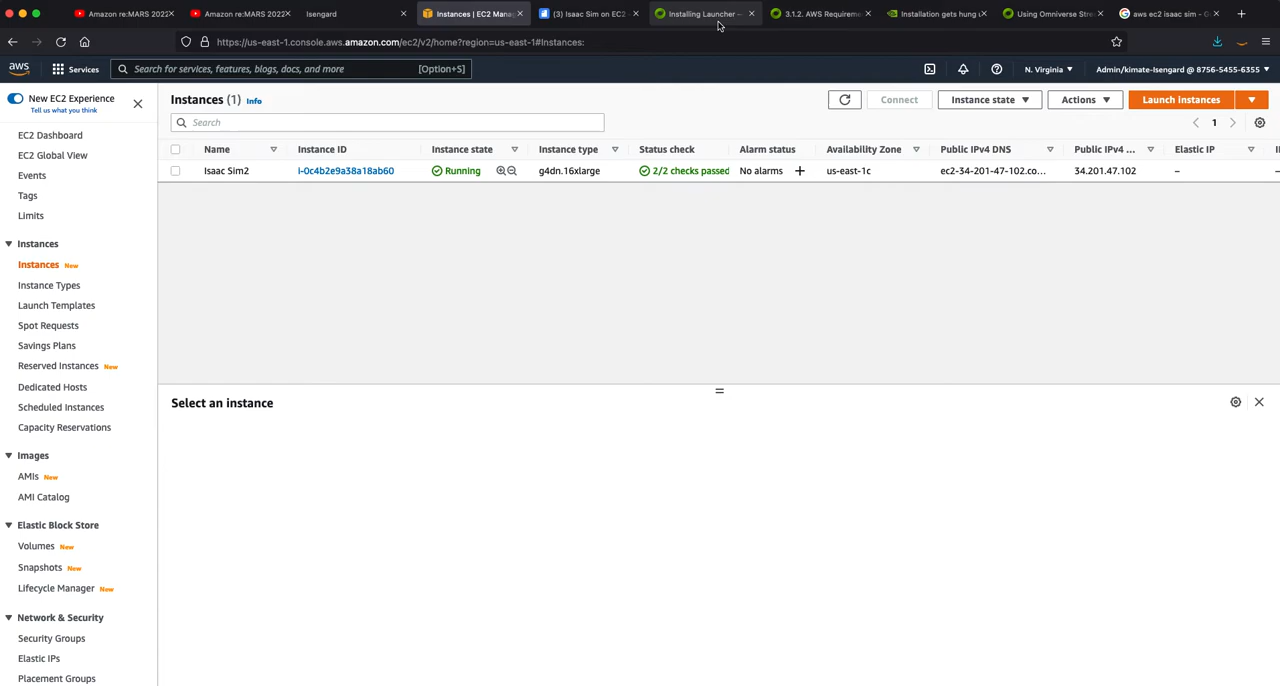 Amazon re:MARS 2022
Amazon re:MARS 2022
Isengard
Instances | EC2 Mana
(3) Isaac Sim on EC2
Installing Launcher —
3.1.2. AWS Requireme
Installation gets hung u
Using Omniverse Stre
aws ec2 isaac sim - G
https://us-east-1.console.aws.amazon.com/ec2/v2/home?region=us-east-1#Instances:
aws
Services
Search for services, features, blogs, docs, and more
[Option+S]
N. Virginia
Admin/kimate-Isengard @ 8756-5455-6355
New EC2 Experience
Tell us what you think
EC2 Dashboard
EC2 Global View
Events
Tags
Limits
Instances
Instances New
Instance Types
Launch Templates
Spot Requests
Savings Plans
Reserved Instances New
Dedicated Hosts
Scheduled Instances
Capacity Reservations
Images
AMIs New
AMI Catalog
Elastic Block Store
Volumes New
Snapshots New
Lifecycle Manager New
Network & Security
Security Groups
Elastic IPs
Placement Groups
Instances (1) Info
Connect
Instance state
Actions
Launch instances
Search
1
Name
Instance ID
Instance state
Instance type
Status check
Alarm status
Availability Zone
Public IPv4 DNS
Public IPv4 ...
Elastic IP
Isaac Sim2
i-0c4b2e9a38a18ab60
Running
g4dn.16xlarge
2/2 checks passed
No alarms +
us-east-1c
ec2-34-201-47-102.co...
34.201.47.102
–
Select an instance